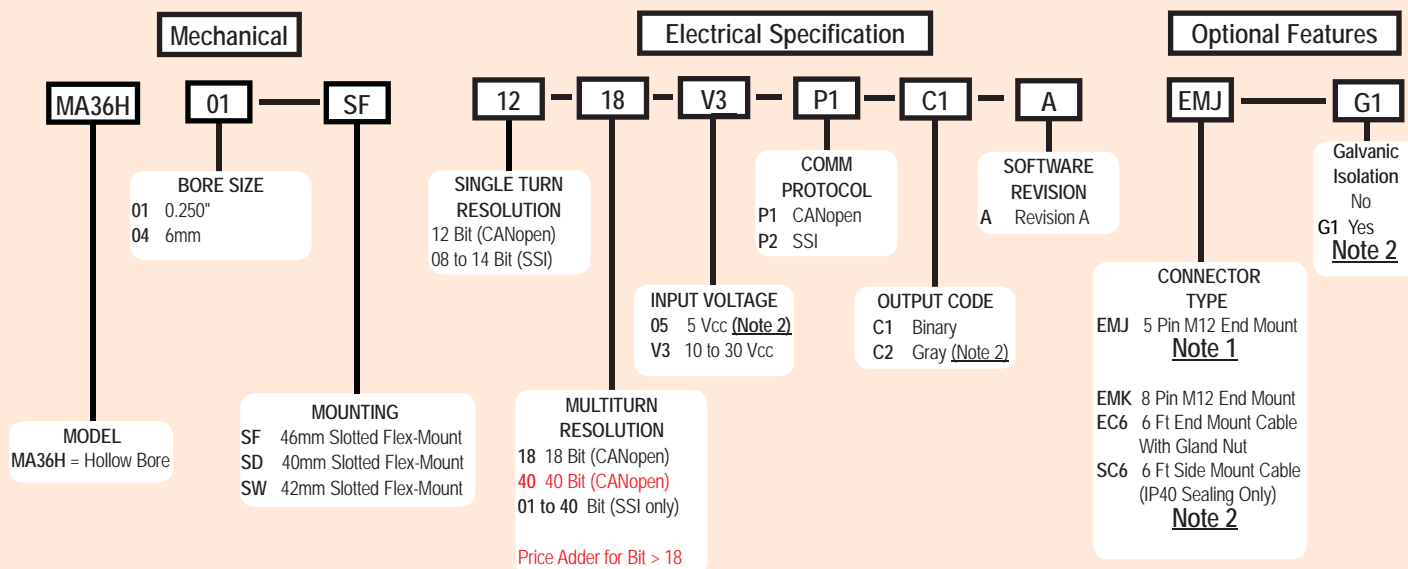 Mechanical
Electrical Specification
Optional Features
MA36H
01
SF
12
18
V3
P1
C1
A
EMJ
G1
BORE SIZE
01 0.250"
04 6mm
SINGLE TURN
RESOLUTION
12 Bit (CANopen)
08 to 14 Bit (SSI)
COMM
PROTOCOL
P1 CANopen
P2 SSI
SOFTWARE
REVISION
A Revision A
Galvanic
Isolation
No
G1 Yes
Note 2
INPUT VOLTAGE
05 5 Vcc (Note 2)
V3 10 to 30 Vcc
OUTPUT CODE
C1 Binary
C2 Gray (Note 2)
CONNECTOR
TYPE
EMJ 5 Pin M12 End Mount
Note 1
EMK 8 Pin M12 End Mount
EC6 6 Ft End Mount Cable
With Gland Nut
SC6 6 Ft Side Mount Cable
(IP40 Sealing Only)
Note 2
MODEL
MA36H = Hollow Bore
MOUNTING
SF 46mm Slotted Flex-Mount
SD 40mm Slotted Flex-Mount
SW 42mm Slotted Flex-Mount
MULTITURN
RESOLUTION
18 18 Bit (CANopen)
40 40 Bit (CANopen)
01 to 40 Bit (SSI only)
Price Adder for Bit > 18